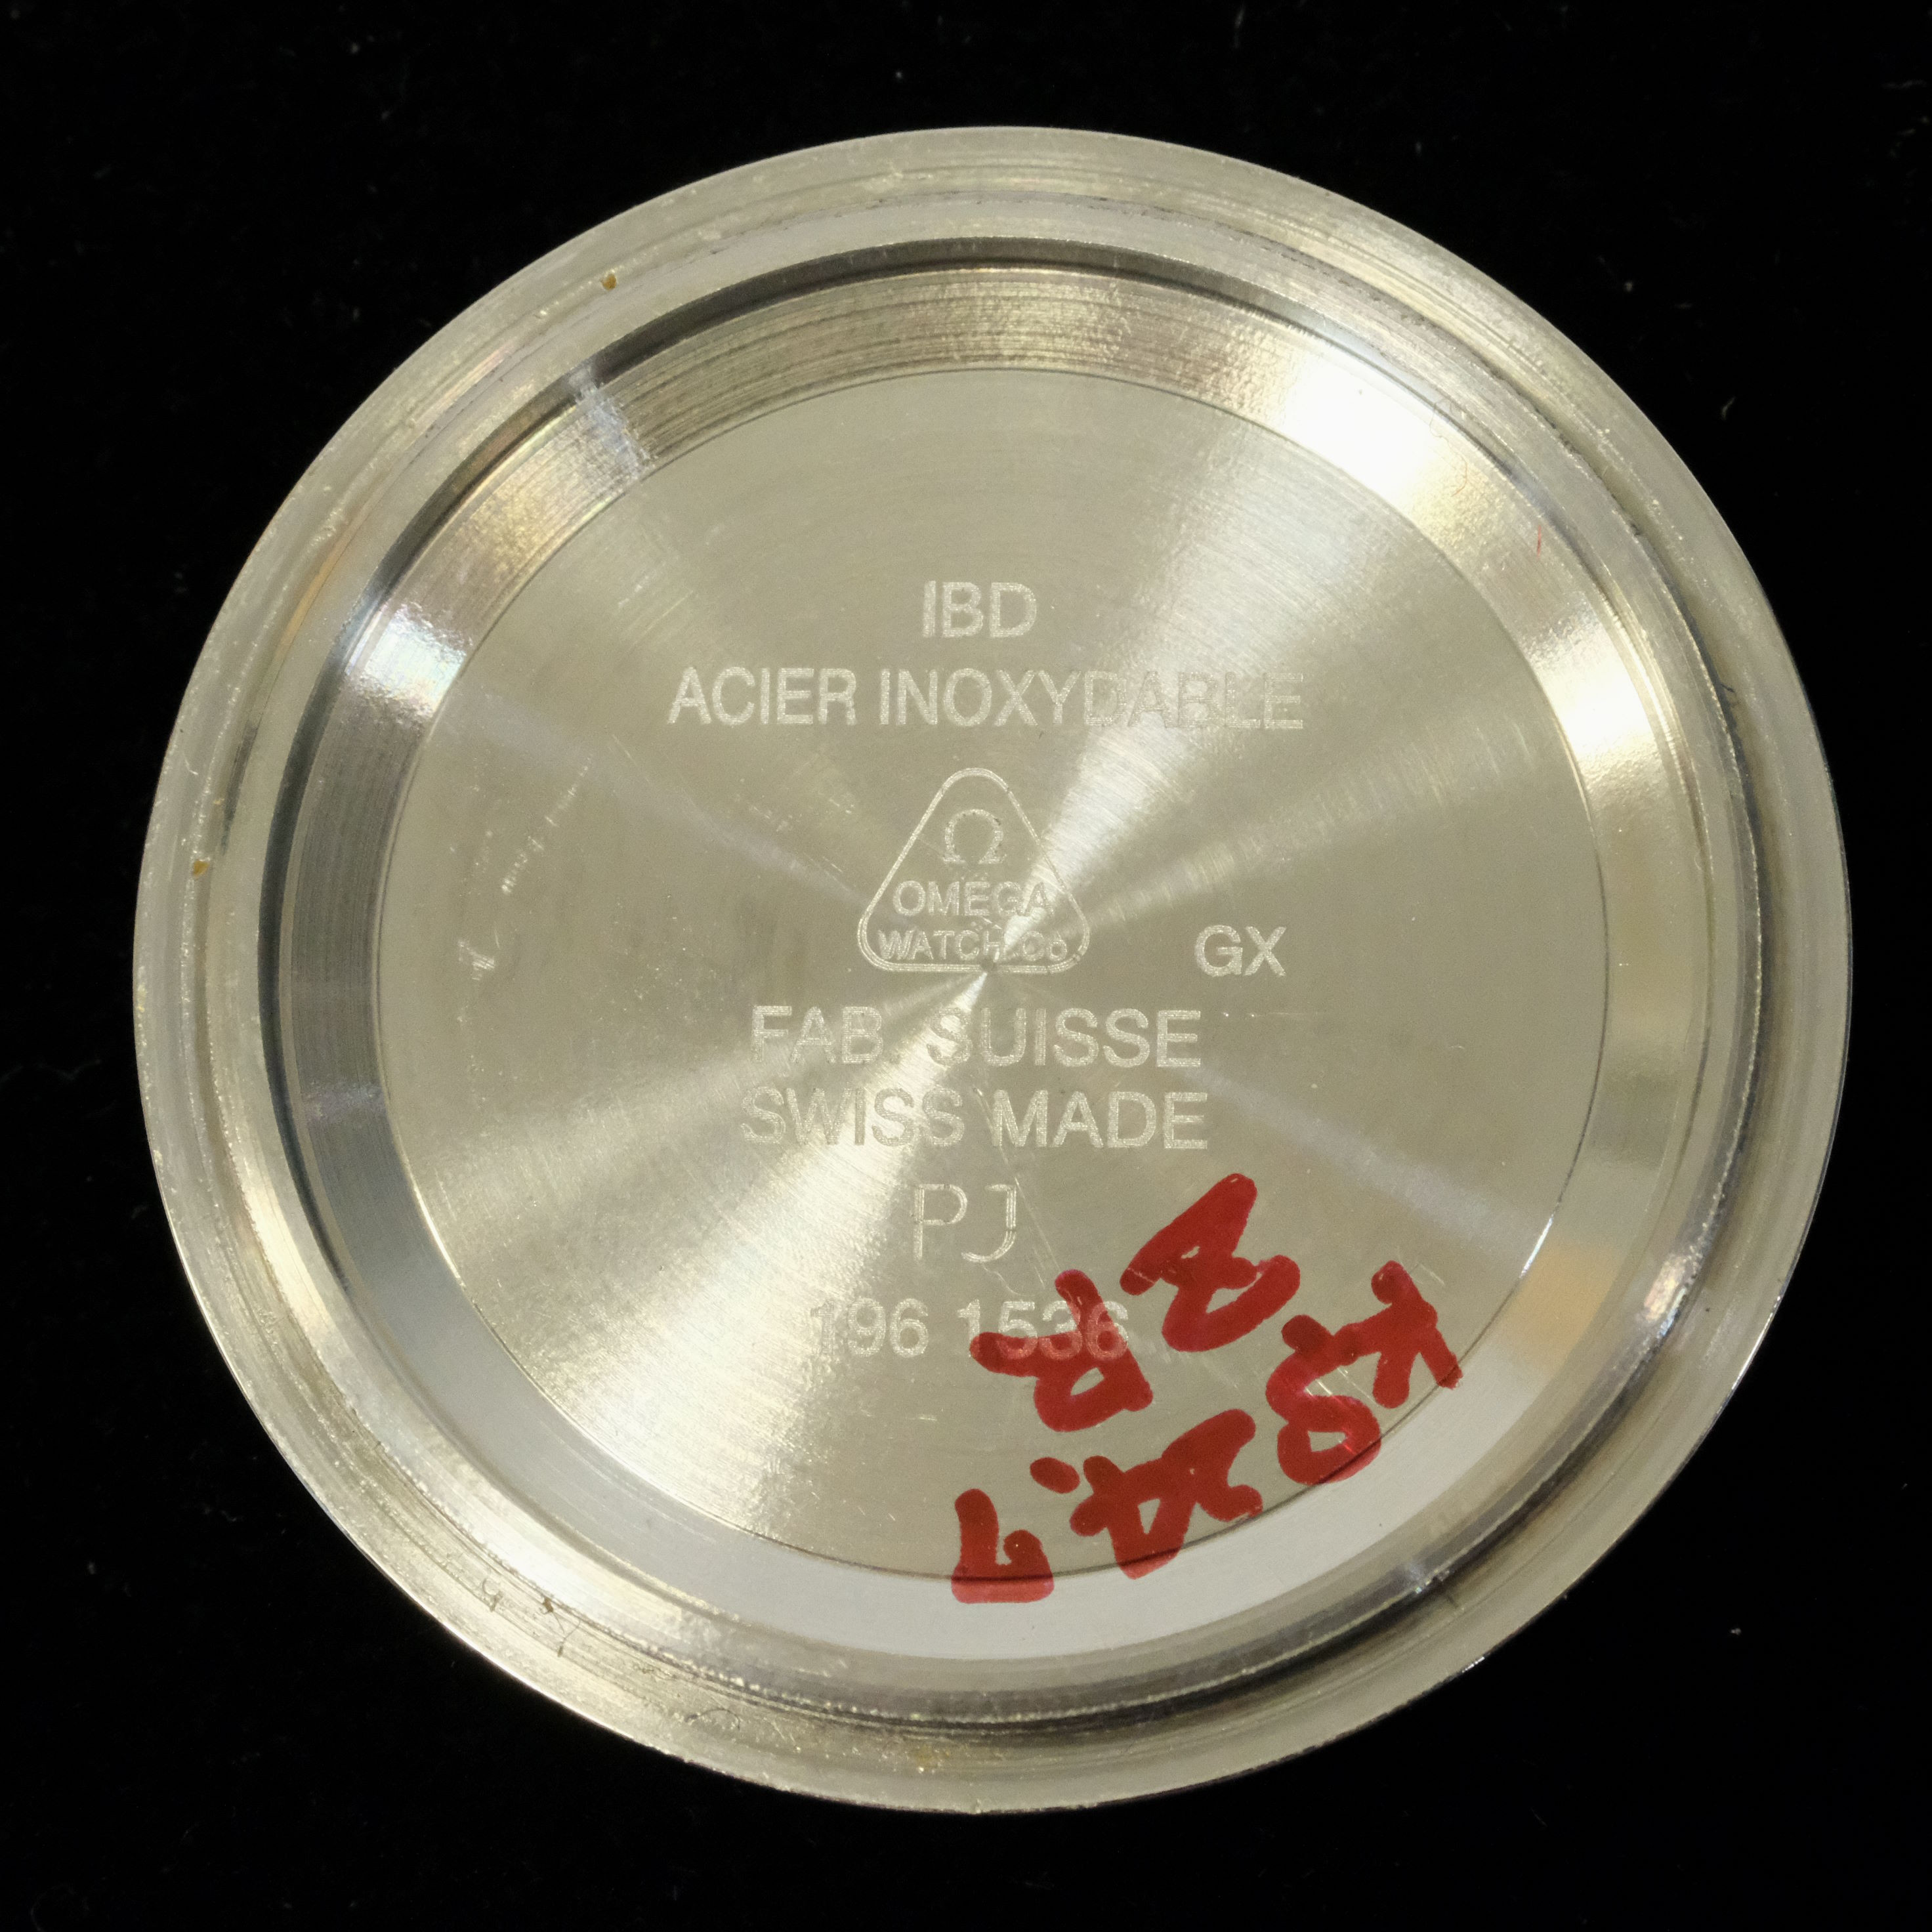 IBD
ACIER INOXYDABLE
Ω
OMEGA
WATCH Co
GX
FAB. SUISSE
SWISS MADE
PJ
196 1536